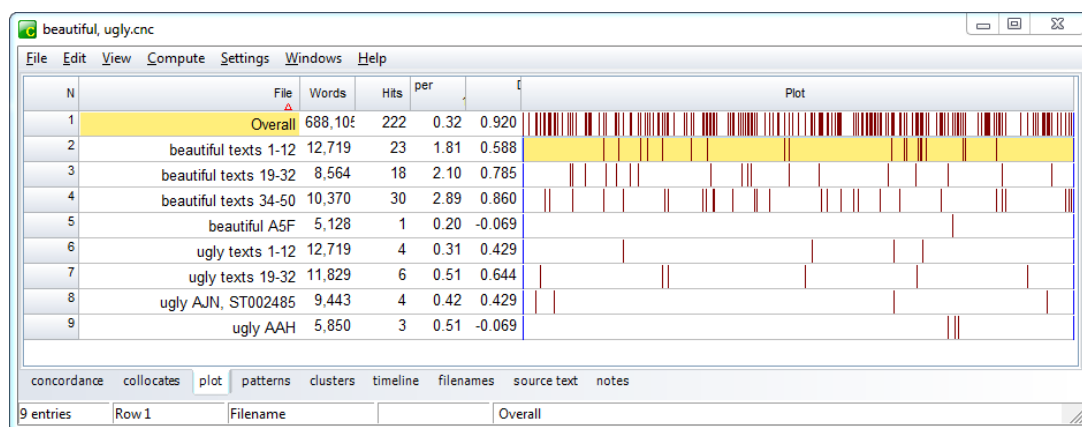 beautiful, ugly.cnc
File Edit View Compute Settings Windows Help
N File Words Hits per Plot
1 Overall 688,10 222 0.32 0.920
2 beautiful texts 1-12 12,719 23 1.81 0.588
3 beautiful texts 19-32 8,564 18 2.10 0.785
4 beautiful texts 34-50 10,370 30 2.89 0.860
5 beautiful A5F 5,128 1 0.20 -0.069
6 ugly texts 1-12 12,719 4 0.31 0.429
7 ugly texts 19-32 11,829 6 0.51 0.644
8 ugly AJN, ST002485 9,443 4 0.42 0.429
9 ugly AAH 5,850 3 0.51 -0.069
concordance collocates plot patterns clusters timeline filenames source text notes
9 entries Row 1 Filename Overall